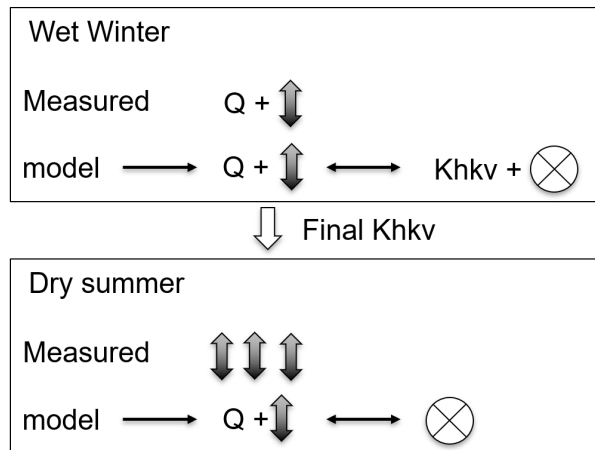 Wet Winter
Measured Q +
model Q + Khkv +
Final Khkv
Dry summer
Measured
model Q +